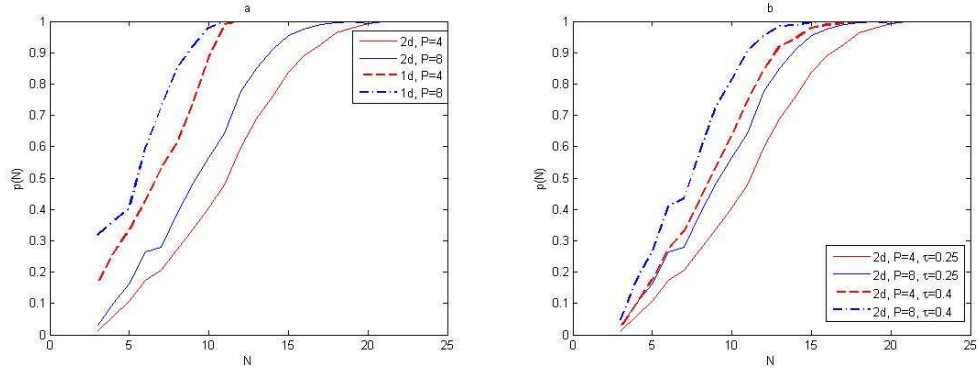 a
1
0.9
0.8
0.7
0.6
0.5
0.4
0.3
0.2
0.1
0
p(N)
0 5 10 15 20 25
N
2d, P=4
2d, P=8
1d, P=4
1d, P=8
b
1
0.9
0.8
0.7
0.6
0.5
0.4
0.3
0.2
0.1
0
p(N)
0 5 10 15 20 25
N
2d, P=4, τ=0.25
2d, P=8, τ=0.25
2d, P=4, τ=0.4
2d, P=8, τ=0.4